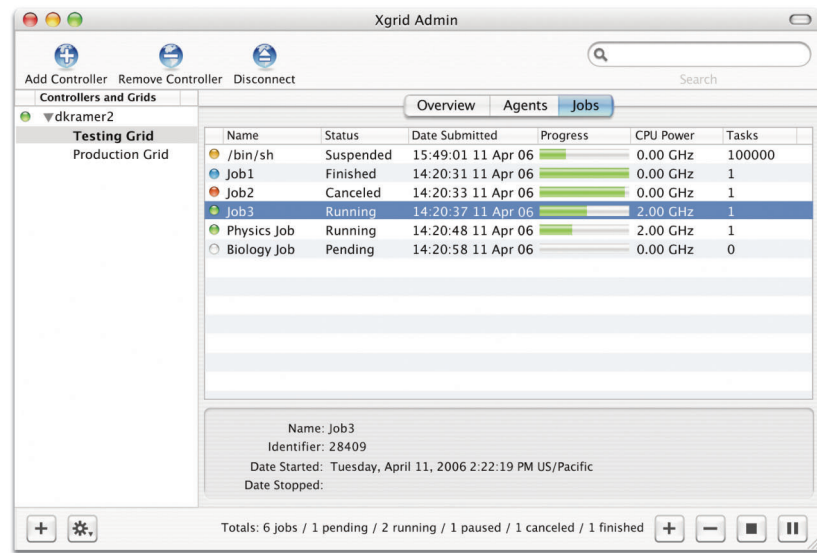 Xgrid Admin
Add Controller Remove Controller Disconnect Search
Controllers and Grids
dkramer2
Testing Grid
Production Grid
Overview Agents Jobs
Name Status Date Submitted Progress CPU Power Tasks
/bin/sh Suspended 15:49:01 11 Apr 06 0.00 GHz 100000
Job1 Finished 14:20:31 11 Apr 06 0.00 GHz 1
Job2 Canceled 14:20:33 11 Apr 06 0.00 GHz 1
Job3 Running 14:20:37 11 Apr 06 2.00 GHz 1
Physics Job Running 14:20:48 11 Apr 06 2.00 GHz 1
Biology Job Pending 14:20:58 11 Apr 06 0.00 GHz 0
Name: Job3
Identifier: 28409
Date Started: Tuesday, April 11, 2006 2:22:19 PM US/Pacific
Date Stopped:
Totals: 6 jobs / 1 pending / 2 running / 1 paused / 1 canceled / 1 finished